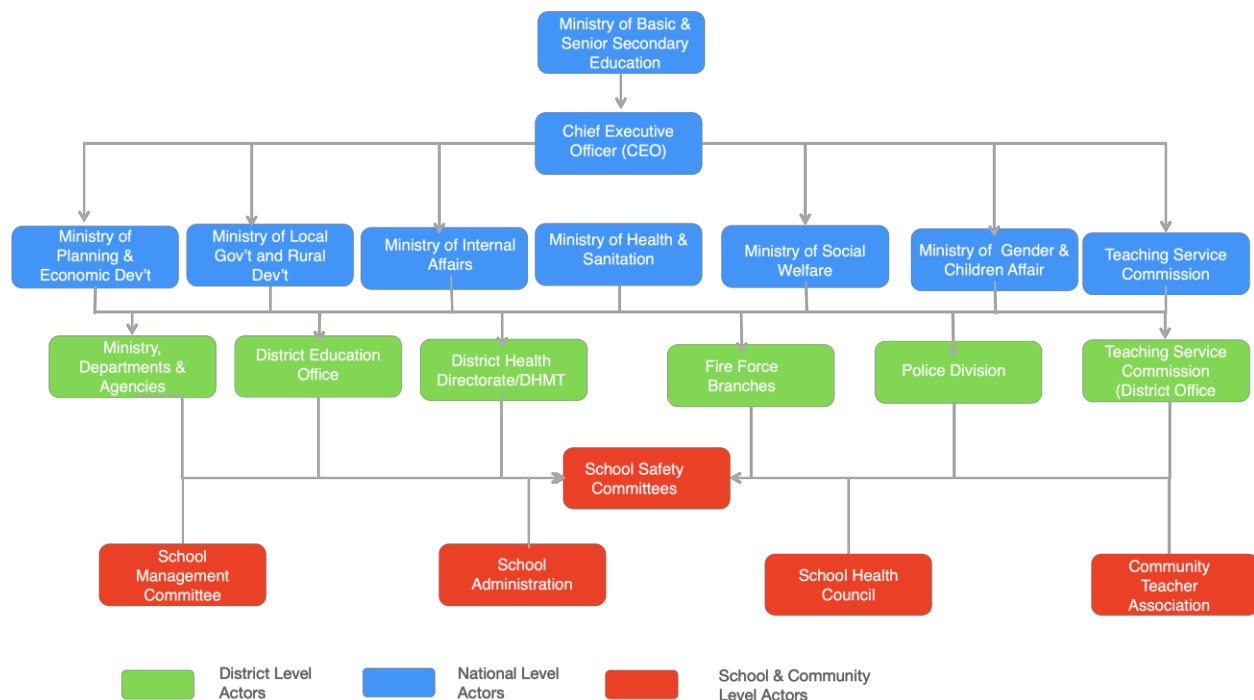 Ministry of Basic &
Senior Secondary
Education
Chief Executive
Officer (CEO)
Ministry of
Planning &
Economic Dev't
Ministry of Local
Gov't and Rural
Dev't
Ministry of Internal
Affairs
Ministry of Health &
Sanitation
Ministry of Social
Welfare
Ministry of Gender &
Children Affair
Teaching Service
Commission
Ministry,
Departments &
Agencies
District Education
Office
District Health
Directorate/DHMT
Fire Force
Branches
Police Division
Teaching Service
Commission
(District Office
School Safety
Committees
School
Management
Committee
School
Administration
School Health
Council
Community
Teacher
Association
District Level
Actors
National Level
Actors
School & Community
Level Actors